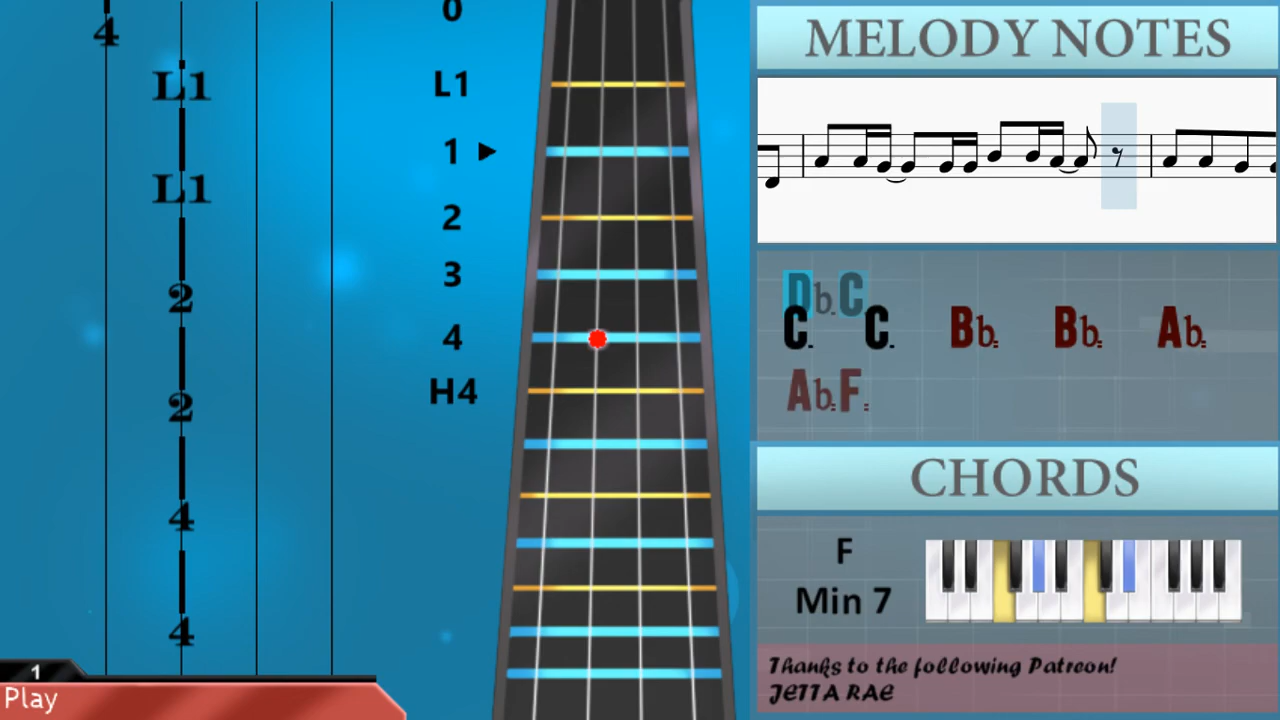 4
L1
L1
2
2
4
4
1
Play
0
L1
1
2
3
4
H4
MELODY NOTES
Db. C
C. C. Bb. Bb. Ab.
Ab: F:
CHORDS
F
Min 7
Thanks to the following Patreon!
JETTA RAE